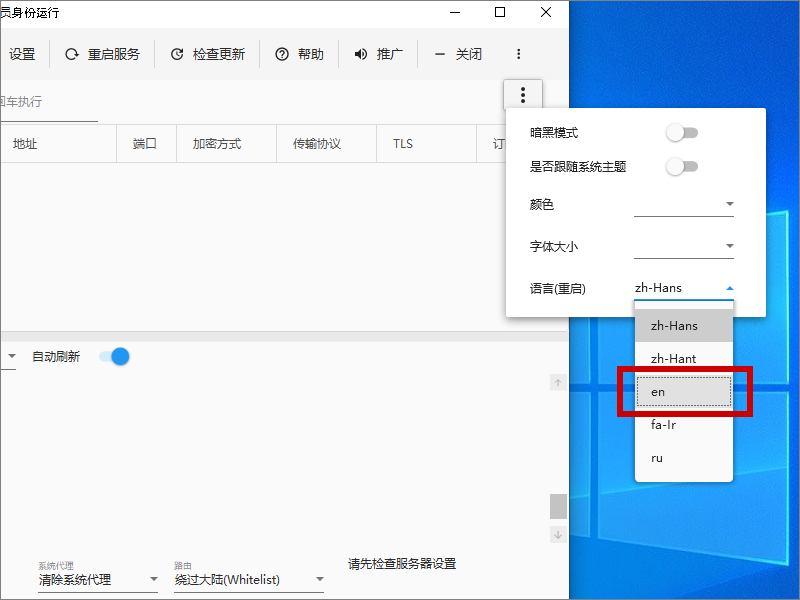 员身份运行
设置
重启服务
检查更新
帮助
推广
关闭
回车执行
地址
端口
加密方式
传输协议
TLS
订
暗黑模式
是否跟随系统主题
颜色
字体大小
语言(重启)
zh-Hans
zh-Hans
zh-Hant
en
fa-Ir
ru
自动刷新
系统代理
清除系统代理
路由
绕过大陆(Whitelist)
请先检查服务器设置